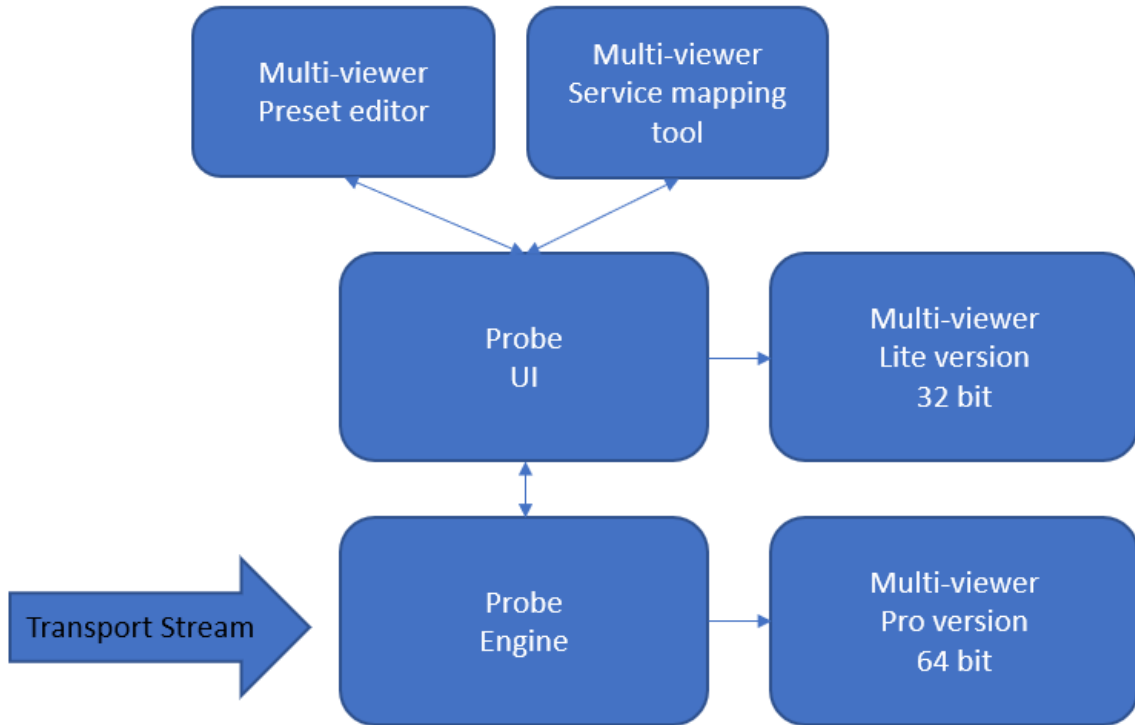 Multi-viewer
Preset editor
Multi-viewer
Service mapping
tool
Probe
UI
Multi-viewer
Lite version
32 bit
Transport Stream
Probe
Engine
Multi-viewer
Pro version
64 bit